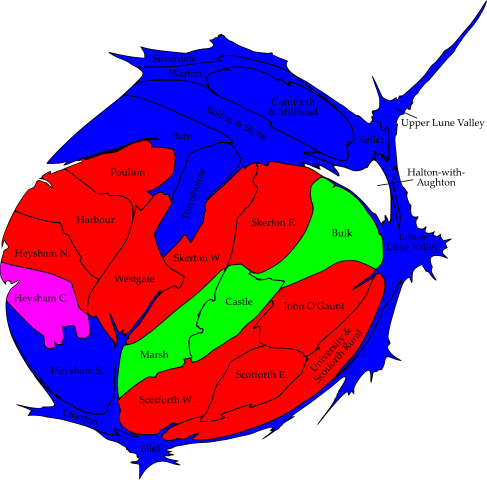 Silverdale
Warton
Carnforth
& Millhead
Bolton & Slyne
Upper Lune Valley
Kellet
Bare
Halton-with-
Aughton
Poulton
Torrisholme
Harbour
Skerton E.
Bulk
Lower
Lune Valley
Heysham N.
Skerton W.
Westgate
Heysham C.
Castle
John O'Gaunt
Marsh
University &
Scotforth Rural
Heysham S.
Scotforth E.
Scotforth W.
Overton
Ellel